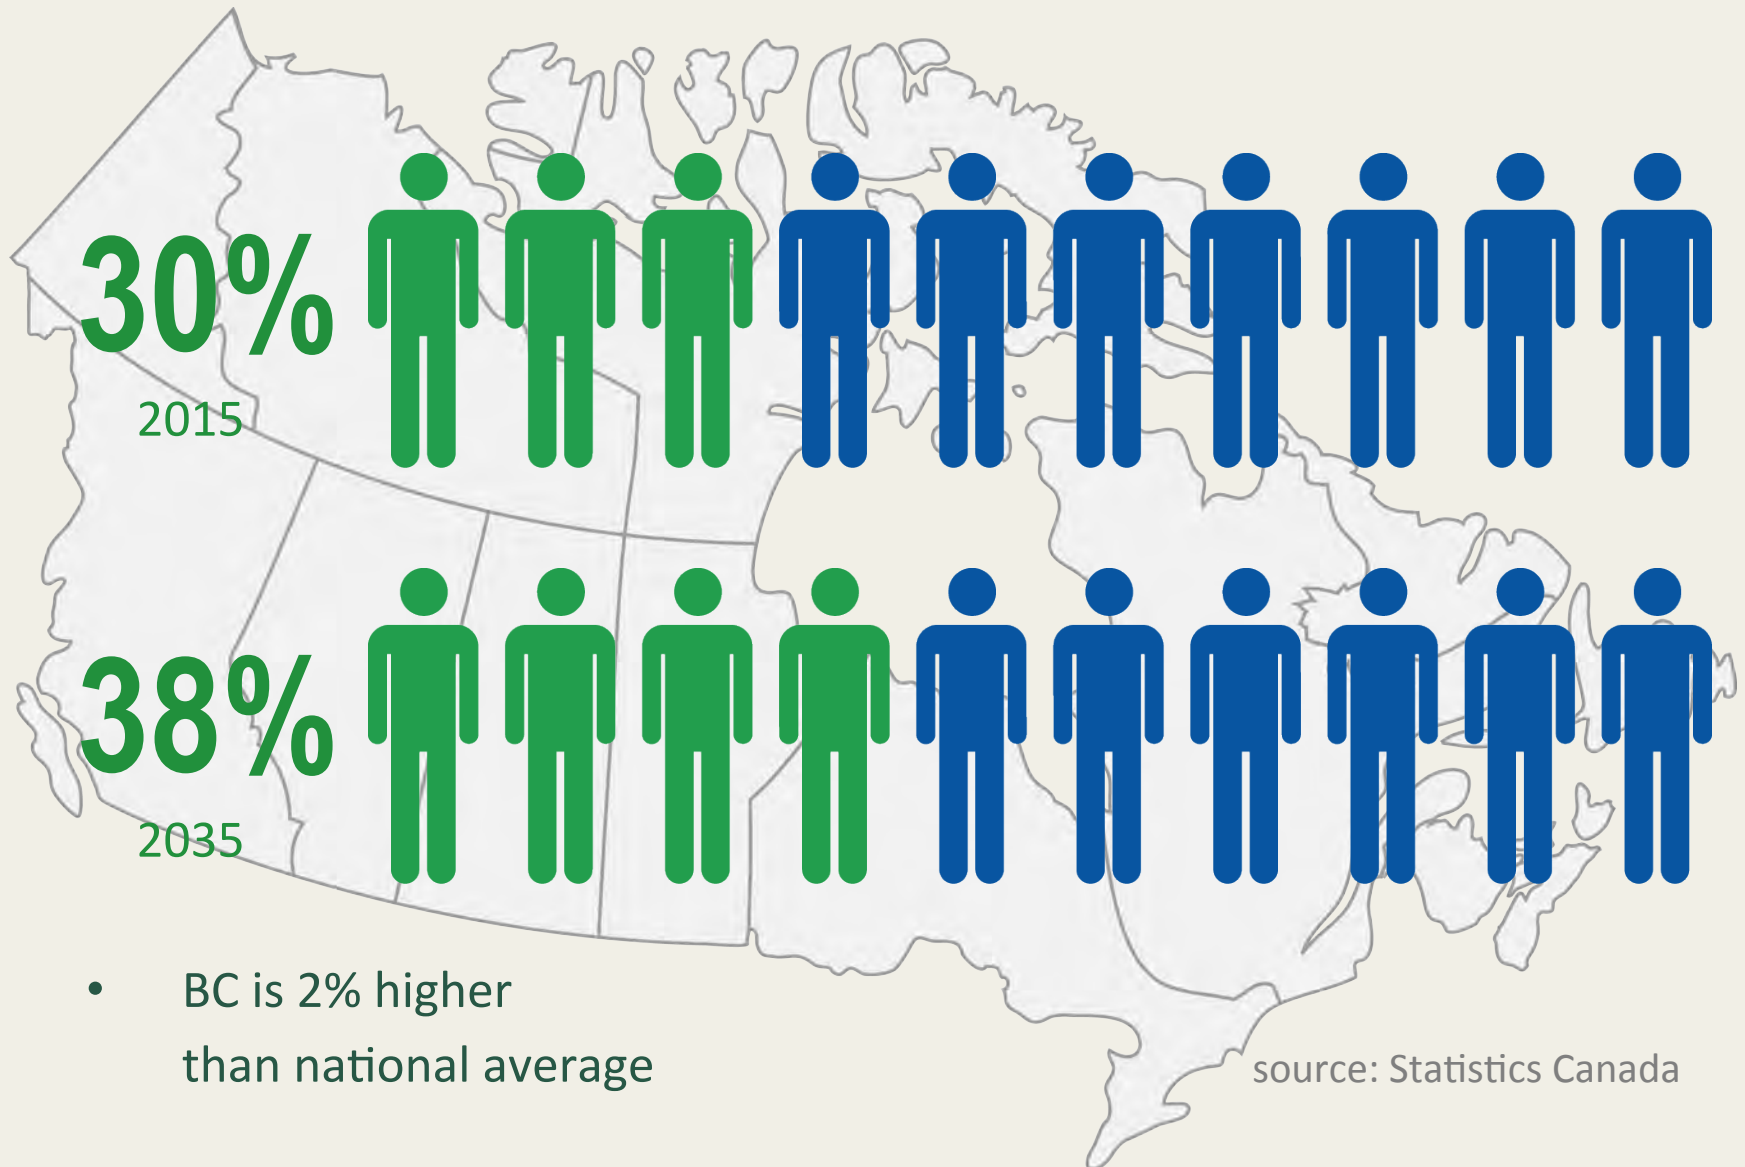 30%
2015
38%
2035
• BC is 2% higher
than national average
source: Statistics Canada